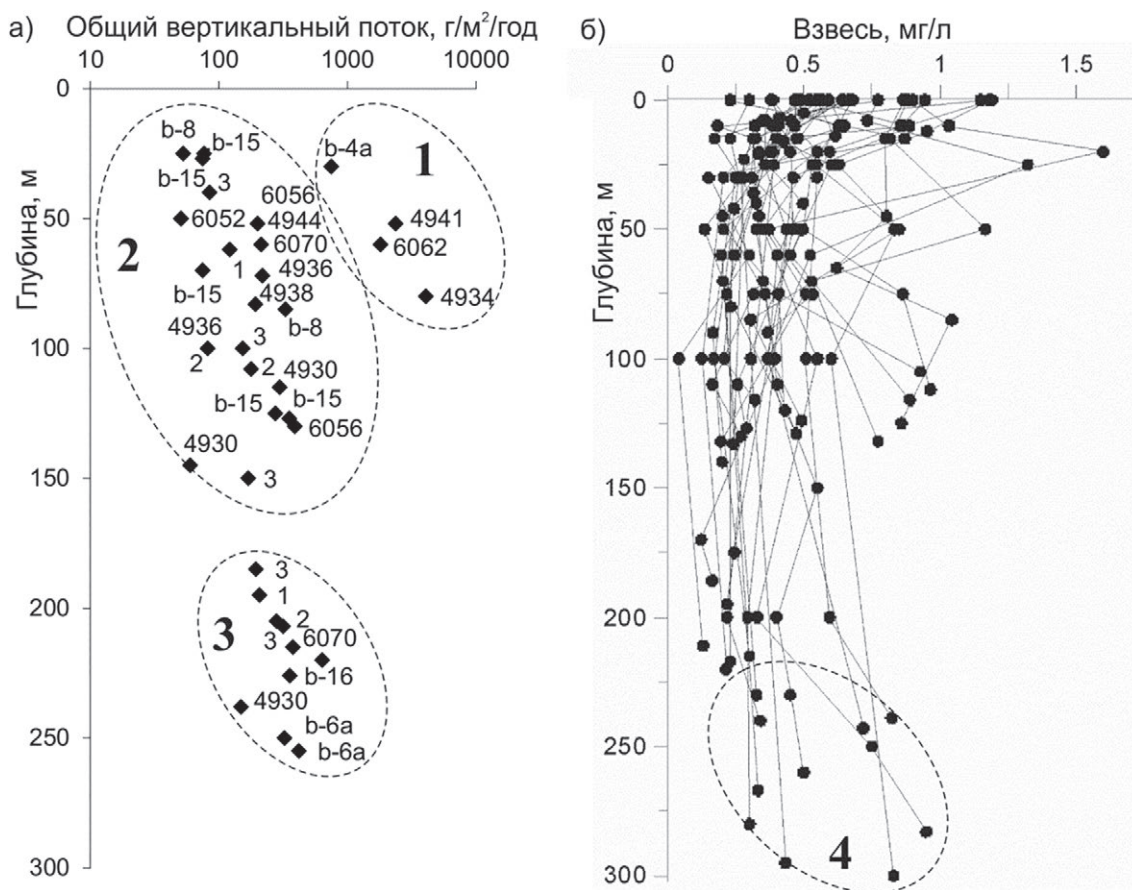 а) Общий вертикальный поток, г/м²/год
10 100 1000 10000
Глубина, м
0
50
100
150
200
250
300
b-8
b-15
b-4a
1
b-15
3
6056
6052
4944
4941
6070
6062
2
1
4936
b-15
4938
4934
4936
b-8
3
2
2
4930
b-15
b-15
6056
4930
3
3
1
2
3
3
6070
b-16
4930
b-6a
b-6a
б) Взвесь, мг/л
0 0.5 1 1.5
Глубина, м
0
50
100
150
200
250
300
4